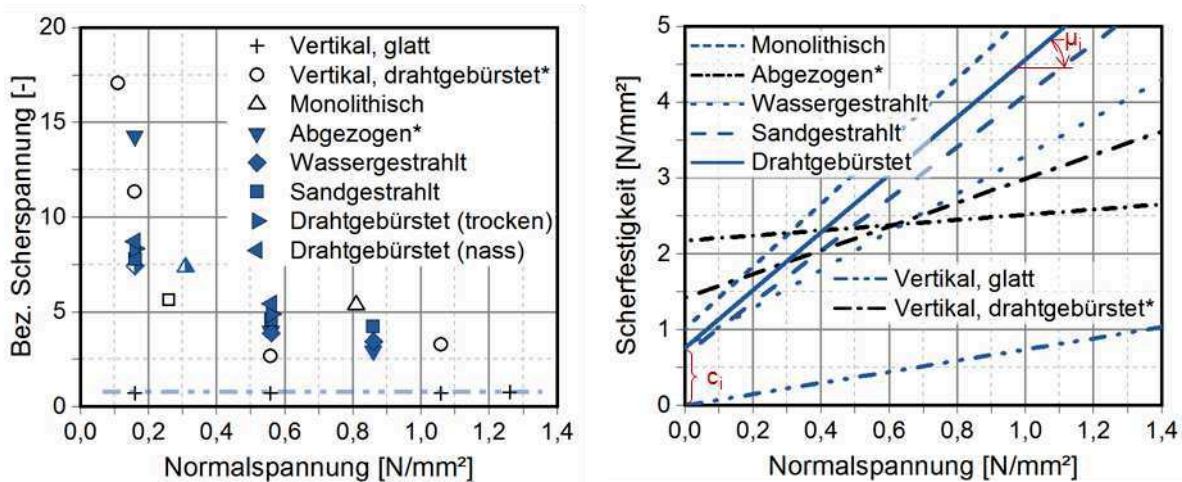 Bez. Scherspannung [-]
20
15
10
5
0
0,0 0,2 0,4 0,6 0,8 1,0 1,2 1,4
Normalspannung [N/mm²]
Vertikal, glatt
Vertikal, drahtgebürstet*
Monolithisch
Abgezogen*
Wassergestrahlt
Sandgestrahlt
Drahtgebürstet (trocken)
Drahtgebürstet (nass)
Scherfestigkeit [N/mm²]
5
4
3
2
1
0
0,0 0,2 0,4 0,6 0,8 1,0 1,2 1,4
Normalspannung [N/mm²]
Monolithisch
Abgezogen*
Wassergestrahlt
Sandgestrahlt
Drahtgebürstet
μi
Vertikal, glatt
Vertikal, drahtgebürstet*
ci